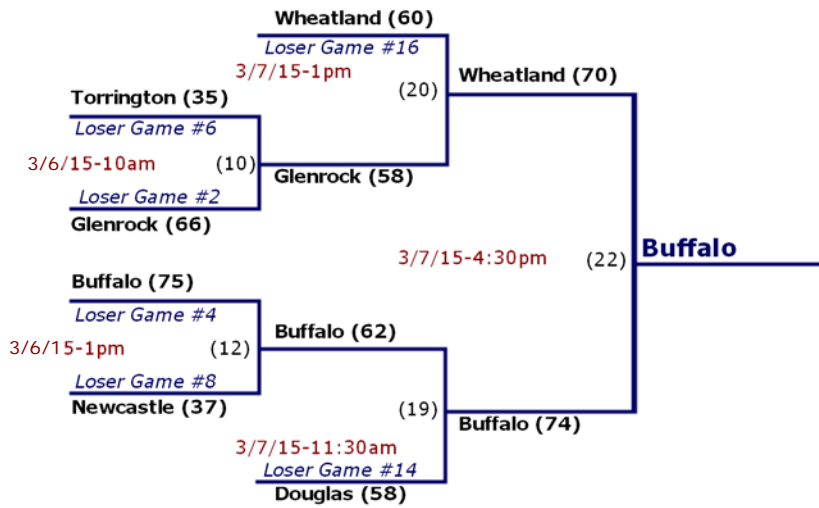 Wheatland (60)
Loser Game #16
3/7/15-1pm
(20)
Wheatland (70)
Torrington (35)
Loser Game #6
3/6/15-10am
(10)
Loser Game #2
Glenrock (66)
Glenrock (58)
3/7/15-4:30pm
(22)
Buffalo
Buffalo (75)
Loser Game #4
3/6/15-1pm
(12)
Loser Game #8
Newcastle (37)
Buffalo (62)
(19)
Buffalo (74)
3/7/15-11:30am
Loser Game #14
Douglas (58)